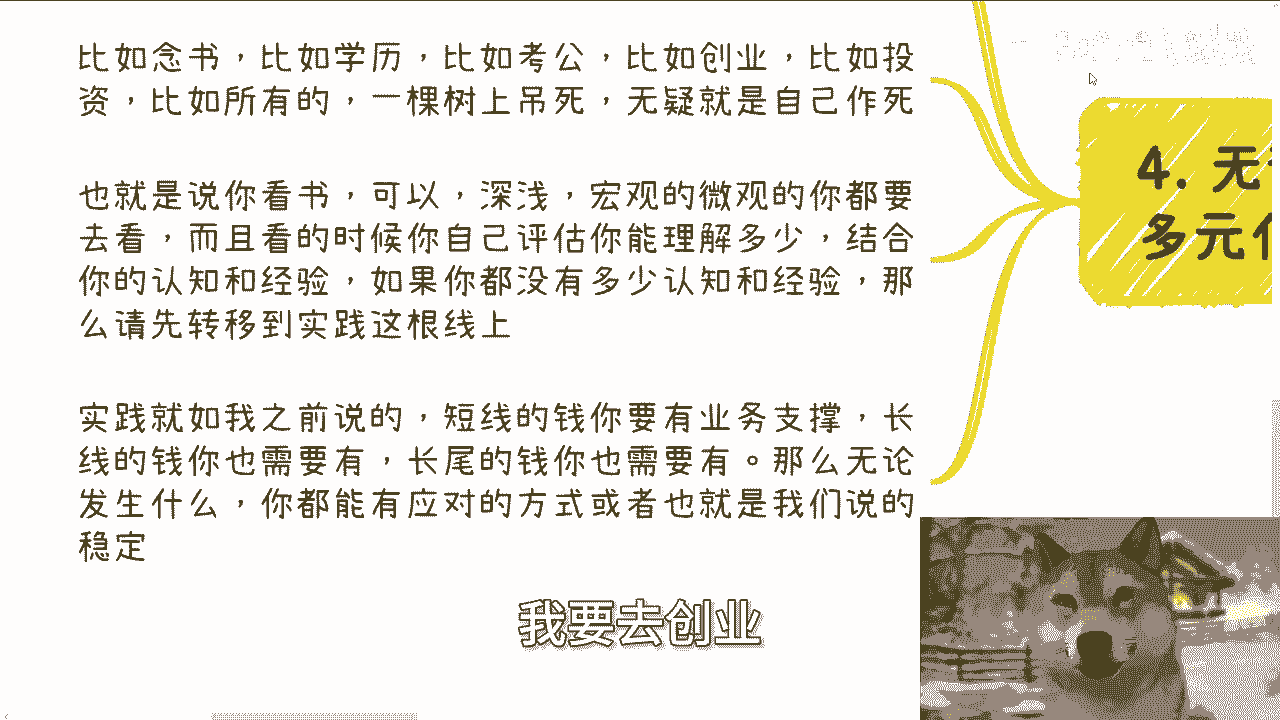 比如念书，比如学历，比如考公，比如创业，比如投
资，比如所有的，一棵树上吊死，无疑就是自己作死
也就是说你看书，可以，深浅，宏观的微观的你都要
去看，而且看的时候你自己评估你能理解多少，结合
你的认知和经验，如果你都没有多少认知和经验，那
么请先转移到实践这根线上
实践就如我之前说的，短线的钱你要有业务支撑，长
线的钱你也需要有，长尾的钱你也需要有。那么无论
发生什么，你都能有应对的方式或者也就是我们说的
稳定
4. 无
多元
我要去创业